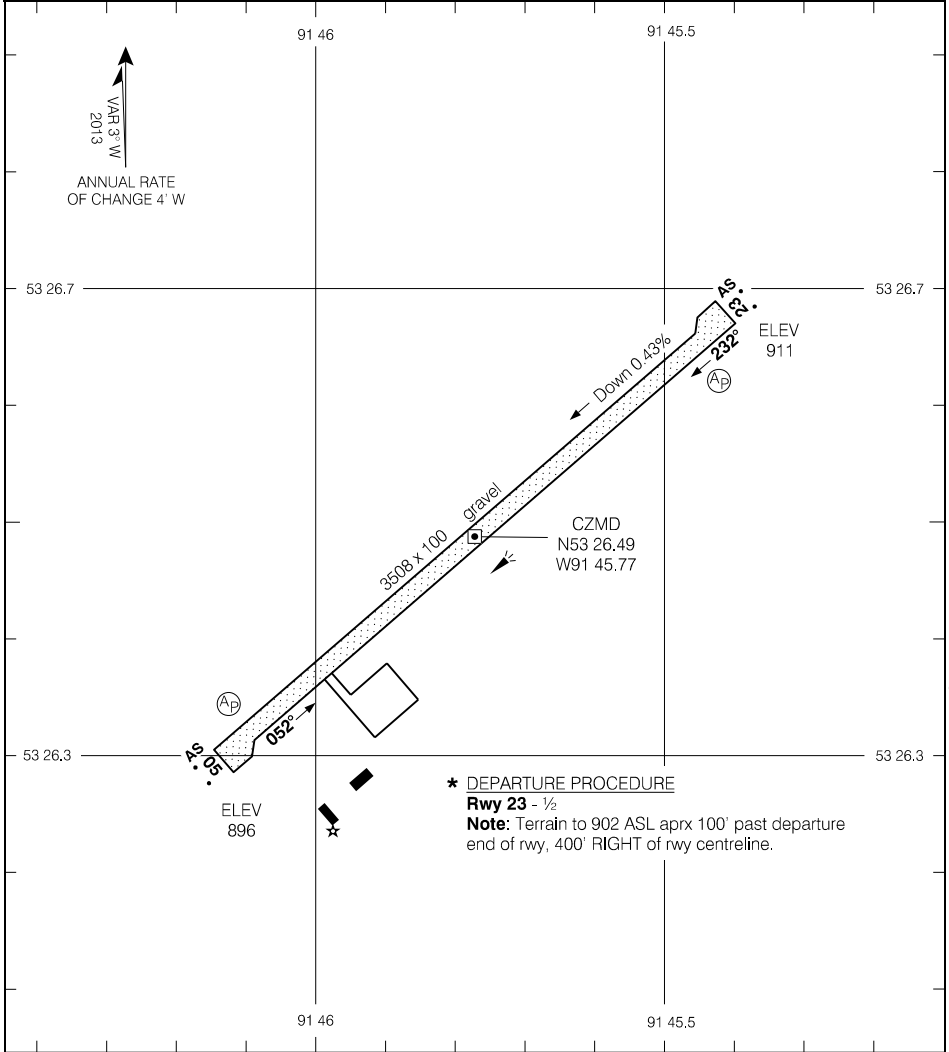 91 46
91 45.5
VAR 3° W
2013
ANNUAL RATE
OF CHANGE 4' W
53 26.7
53 26.7
AS
23
ELEV
911
232°
AP
Down 0.43%
gravel
3508 x 100
CZMD
N53 26.49
W91 45.77
AP
052°
53 26.3
53 26.3
AS
05
ELEV
896
* DEPARTURE PROCEDURE
Rwy 23 - ½
Note: Terrain to 902 ASL aprx 100' past departure
end of rwy, 400' RIGHT of rwy centreline.
91 46
91 45.5